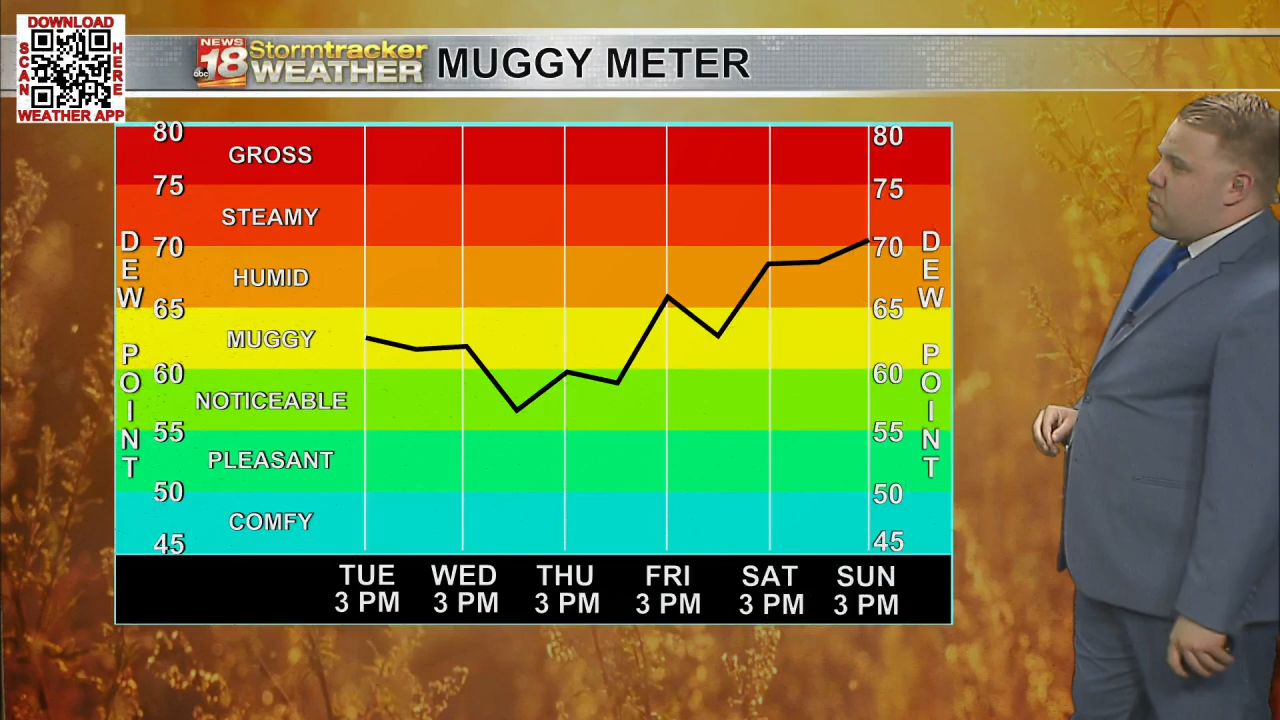 DOWNLOAD
SCAN
HERE
WEATHER APP
NEWS
abc 18
Stormtracker
WEATHER
MUGGY METER
80
GROSS
80
75
75
STEAMY
70
70
HUMID
65
65
MUGGY
60
60
NOTICEABLE
55
55
PLEASANT
50
50
COMFY
45
45
DEW POINT
DEW POINT
TUE WED THU FRI SAT SUN
3 PM 3 PM 3 PM 3 PM 3 PM 3 PM